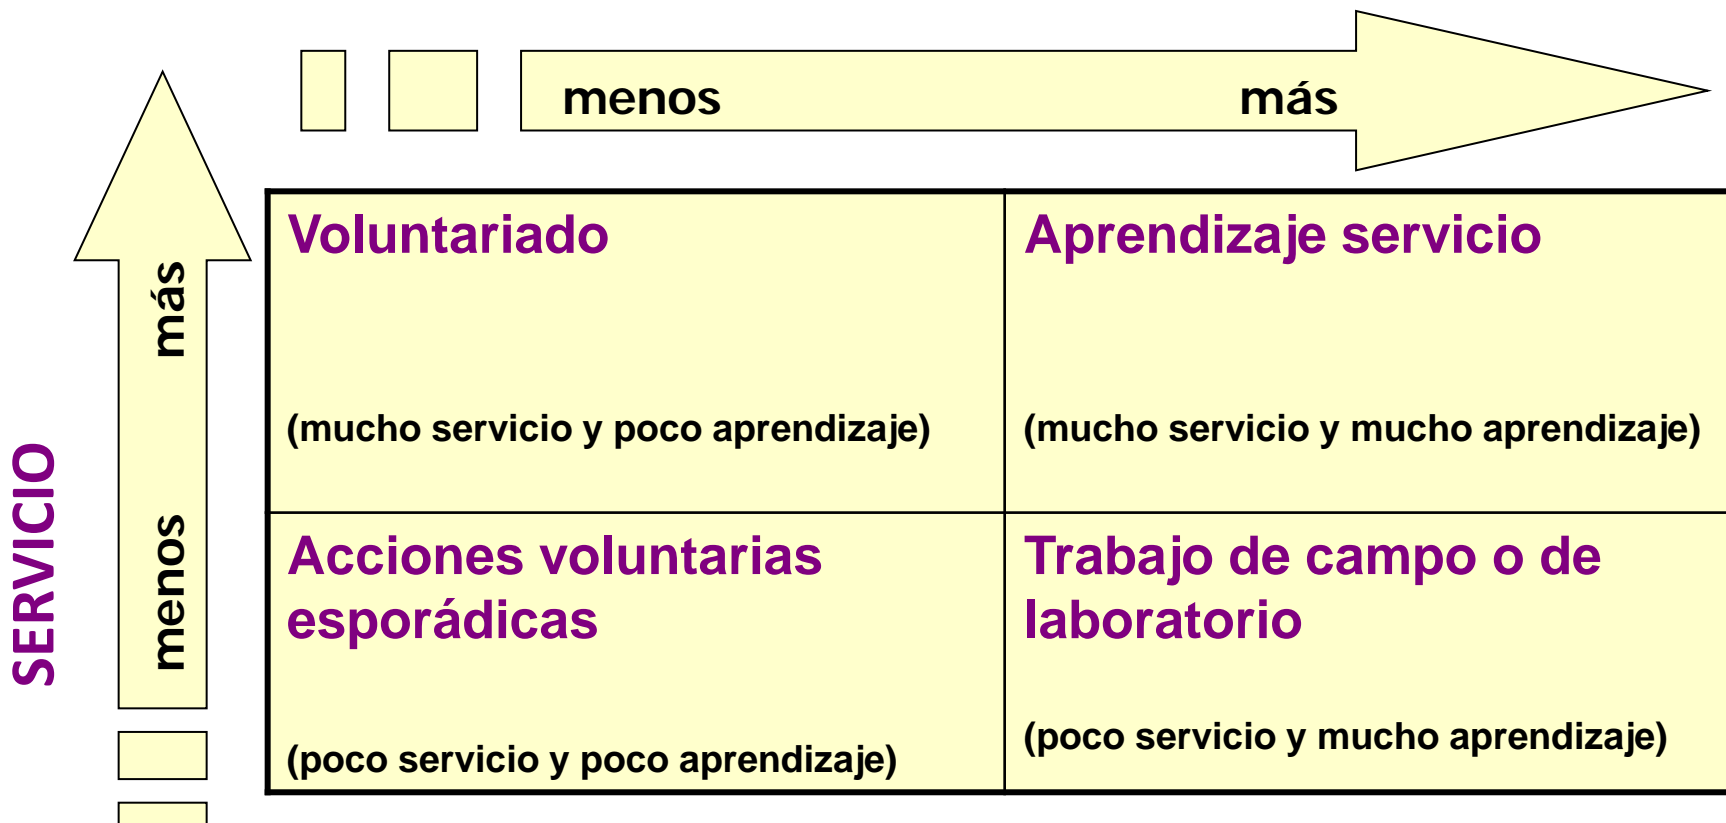 menos más
más
menos
SERVICIO
Voluntariado
(mucho servicio y poco aprendizaje)
Aprendizaje servicio
(mucho servicio y mucho aprendizaje)
Acciones voluntarias
esporádicas
(poco servicio y poco aprendizaje)
Trabajo de campo o de
laboratorio
(poco servicio y mucho aprendizaje)